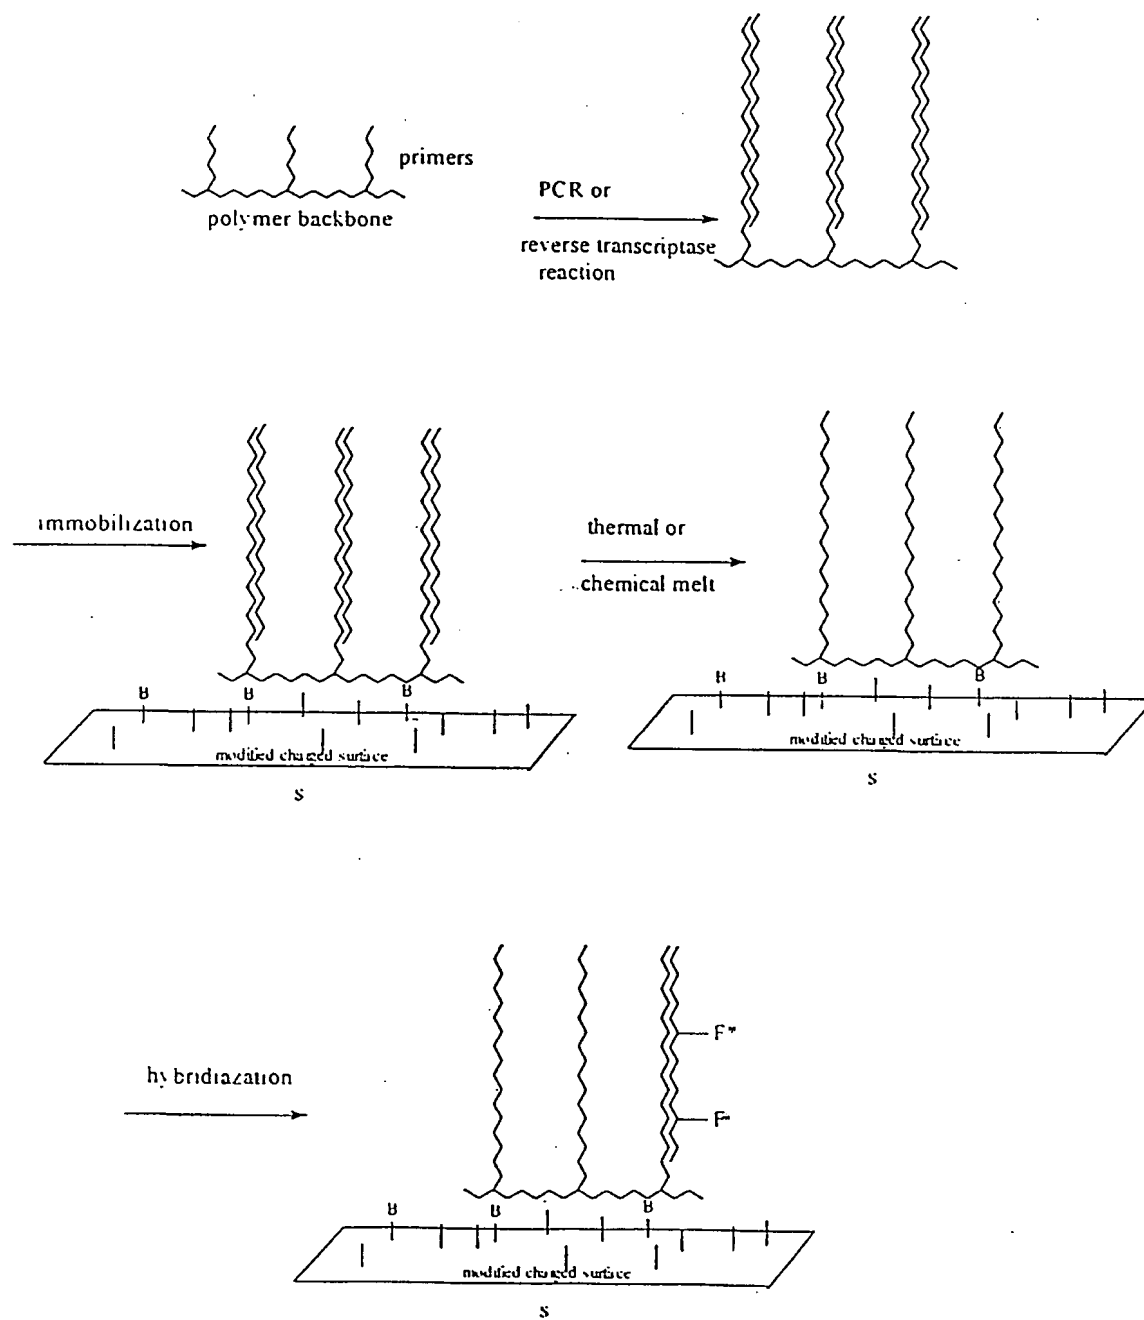 primers
polymer backbone
PCR or
reverse transcriptase
reaction
immobilization
thermal or
chemical melt
B B B
modified charged surface
S
B B B
modified charged surface
S
hybridiazation
F*
F*
B B B
modified charged surface
S